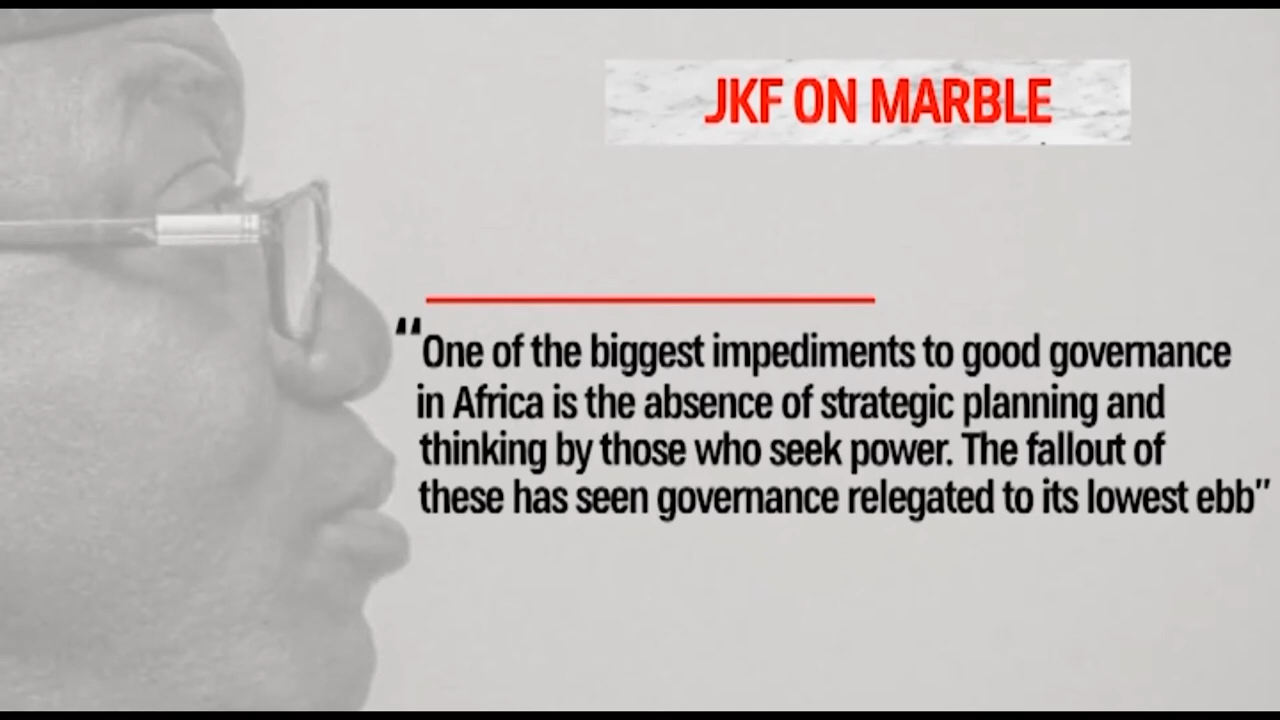 JKF ON MARBLE
“One of the biggest impediments to good governance
in Africa is the absence of strategic planning and
thinking by those who seek power. The fallout of
these has seen governance relegated to its lowest ebb”